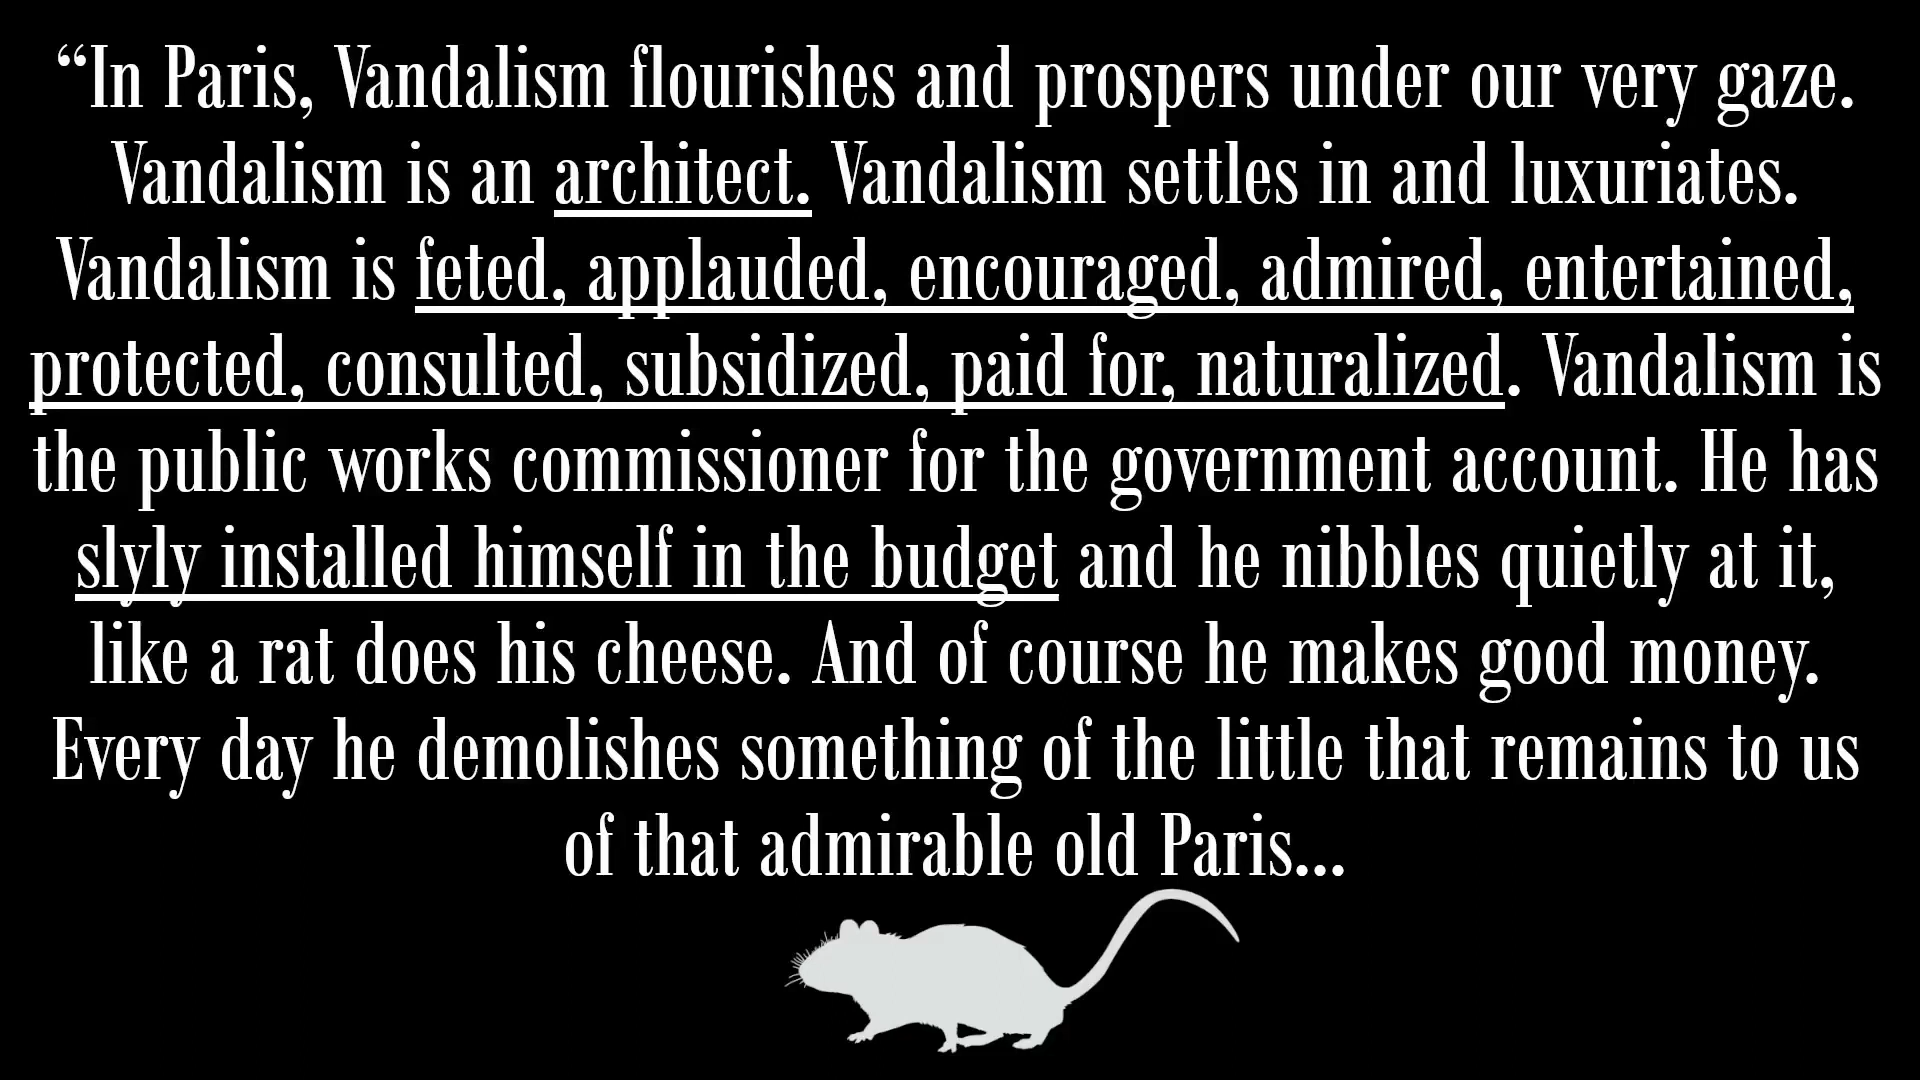 “In Paris, Vandalism flourishes and prospers under our very gaze.
Vandalism is an architect. Vandalism settles in and luxuriates.
Vandalism is feted, applauded, encouraged, admired, entertained,
protected, consulted, subsidized, paid for, naturalized. Vandalism is
the public works commissioner for the government account. He has
slyly installed himself in the budget and he nibbles quietly at it,
like a rat does his cheese. And of course he makes good money.
Every day he demolishes something of the little that remains to us
of that admirable old Paris...